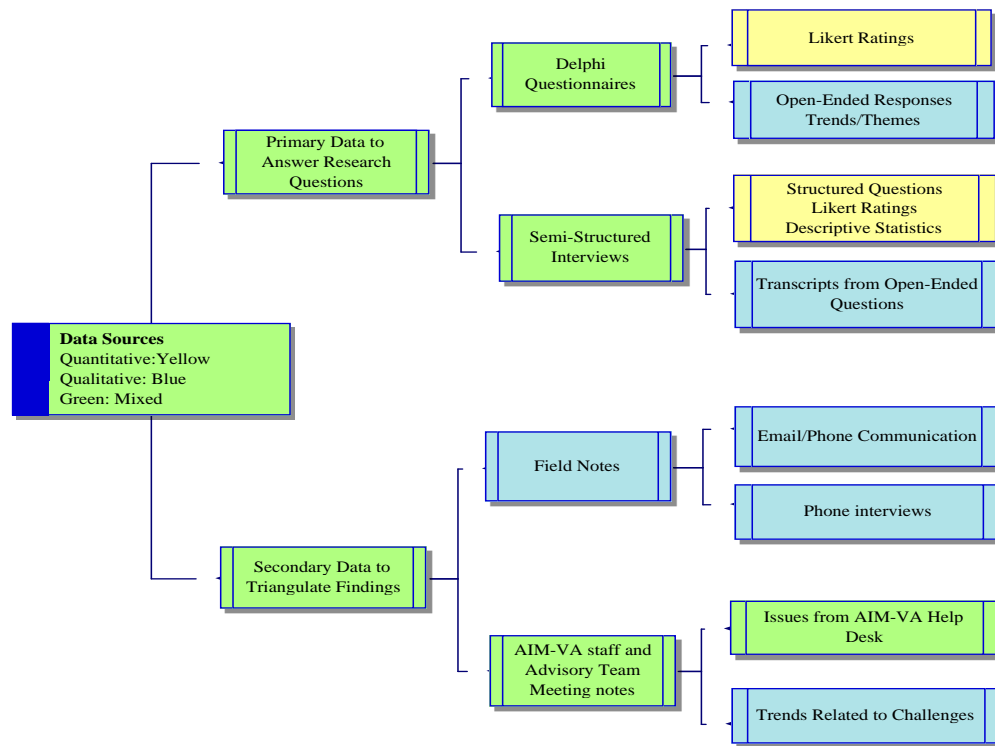 Data Sources
Quantitative:Yellow
Qualitative: Blue
Green: Mixed
Primary Data to
Answer Research
Questions
Delphi
Questionnaires
Likert Ratings
Open-Ended Responses
Trends/Themes
Semi-Structured
Interviews
Structured Questions
Likert Ratings
Descriptive Statistics
Transcripts from Open-Ended
Questions
Secondary Data to
Triangulate Findings
Field Notes
Email/Phone Communication
Phone interviews
AIM-VA staff and
Advisory Team
Meeting notes
Issues from AIM-VA Help
Desk
Trends Related to Challenges